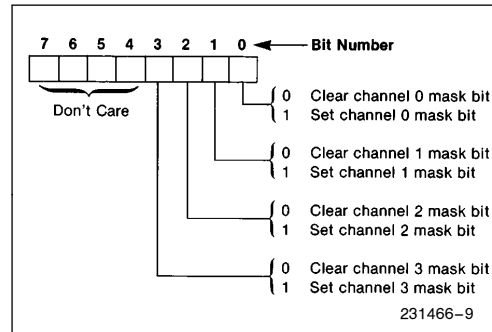 7 6 5 4 3 2 1 0 Bit Number
Don't Care
0 Clear channel 0 mask bit
1 Set channel 0 mask bit
0 Clear channel 1 mask bit
1 Set channel 1 mask bit
0 Clear channel 2 mask bit
1 Set channel 2 mask bit
0 Clear channel 3 mask bit
1 Set channel 3 mask bit
231466–9